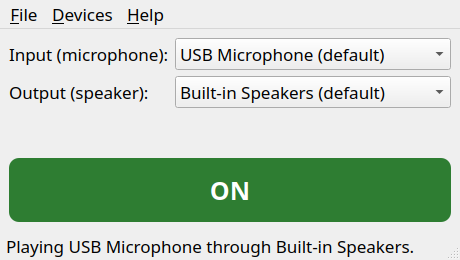 File Devices Help
Input (microphone): USB Microphone (default)
Output (speaker): Built-in Speakers (default)
ON
Playing USB Microphone through Built-in Speakers.